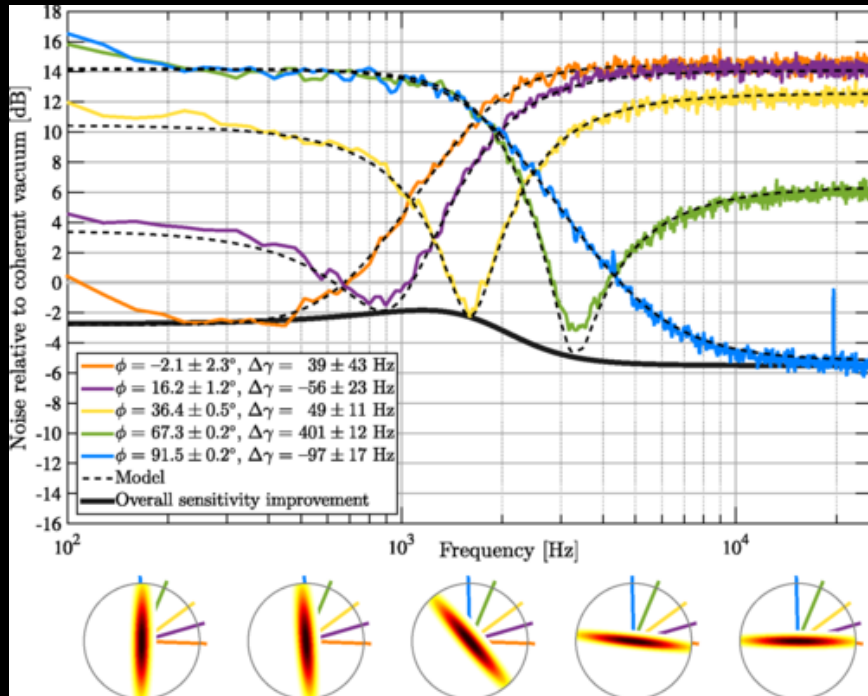 18
16
14
12
10
8
6
4
2
0
-2
-4
-6
-8
-10
-12
-14
-16
Noise relative to coherent vacuum [dB]
ϕ = −2.1 ± 2.3°, Δγ = 39 ± 43 Hz
ϕ = 16.2 ± 1.2°, Δγ = −56 ± 23 Hz
ϕ = 36.4 ± 0.5°, Δγ = 49 ± 11 Hz
ϕ = 67.3 ± 0.2°, Δγ = 401 ± 12 Hz
ϕ = 91.5 ± 0.2°, Δγ = −97 ± 17 Hz
Model
Overall sensitivity improvement
10² 10³ 10⁴
Frequency [Hz]